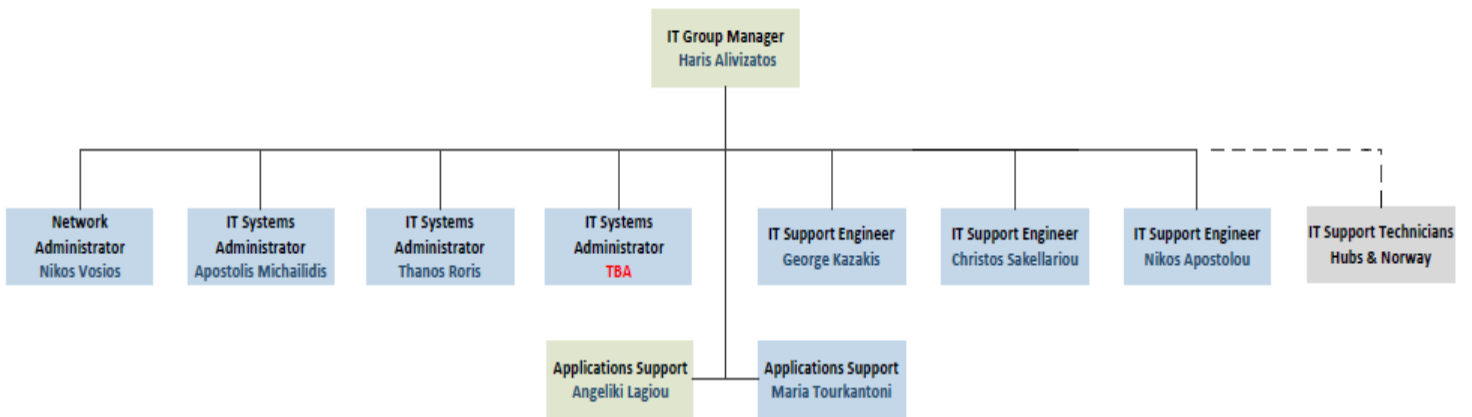 IT Group Manager
Haris Alivizatos
Network
Administrator
Nikos Vosios
IT Systems
Administrator
Apostolis Michailidis
IT Systems
Administrator
Thanos Roris
IT Systems
Administrator
TBA
IT Support Engineer
George Kazakis
IT Support Engineer
Christos Sakellariou
IT Support Engineer
Nikos Apostolou
IT Support Technicians
Hubs & Norway
Applications Support
Angeliki Lagiou
Applications Support
Maria Tourkantoni